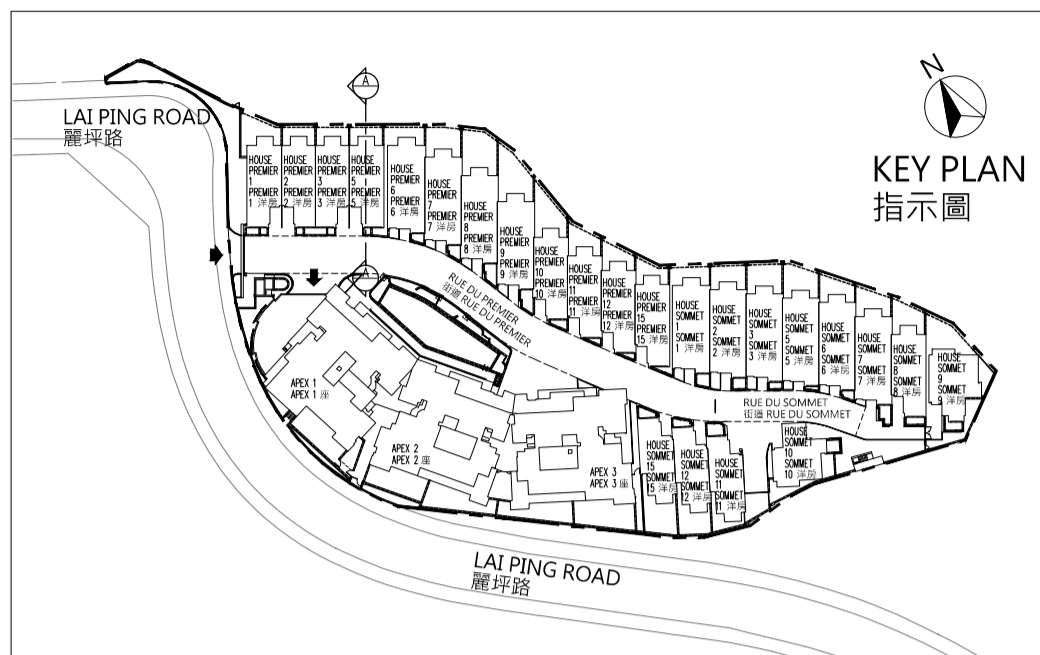 LAI PING ROAD
麗坪路
A
N
KEY PLAN
指示圖
HOUSE
PREMIER
1
PREMIER
1 洋房
HOUSE
PREMIER
2
PREMIER
2 洋房
HOUSE
PREMIER
3
PREMIER
3 洋房
HOUSE
PREMIER
5
PREMIER
5 洋房
HOUSE
PREMIER
6
PREMIER
6 洋房
HOUSE
PREMIER
7
PREMIER
7 洋房
HOUSE
PREMIER
8
PREMIER
8 洋房
HOUSE
PREMIER
9
PREMIER
9 洋房
HOUSE
PREMIER
10
PREMIER
10 洋房
HOUSE
PREMIER
11
PREMIER
11 洋房
HOUSE
PREMIER
12
PREMIER
12 洋房
HOUSE
PREMIER
15
PREMIER
15 洋房
HOUSE
SOMMET
1
SOMMET
1 洋房
HOUSE
SOMMET
2
SOMMET
2 洋房
HOUSE
SOMMET
3
SOMMET
3 洋房
HOUSE
SOMMET
5
SOMMET
5 洋房
HOUSE
SOMMET
6
SOMMET
6 洋房
HOUSE
SOMMET
7
SOMMET
7 洋房
HOUSE
SOMMET
8
SOMMET
8 洋房
HOUSE
SOMMET
9
SOMMET
9 洋房
A
RUE DU PREMIER
街道 RUE DU PREMIER
RUE DU SOMMET
街道 RUE DU SOMMET
APEX 1
APEX 1 座
APEX 2
APEX 2 座
APEX 3
APEX 3 座
HOUSE
SOMMET
15
SOMMET
15 洋房
HOUSE
SOMMET
12
SOMMET
12 洋房
HOUSE
SOMMET
11
SOMMET
11 洋房
HOUSE
SOMMET
10
SOMMET
10 洋房
LAI PING ROAD
麗坪路